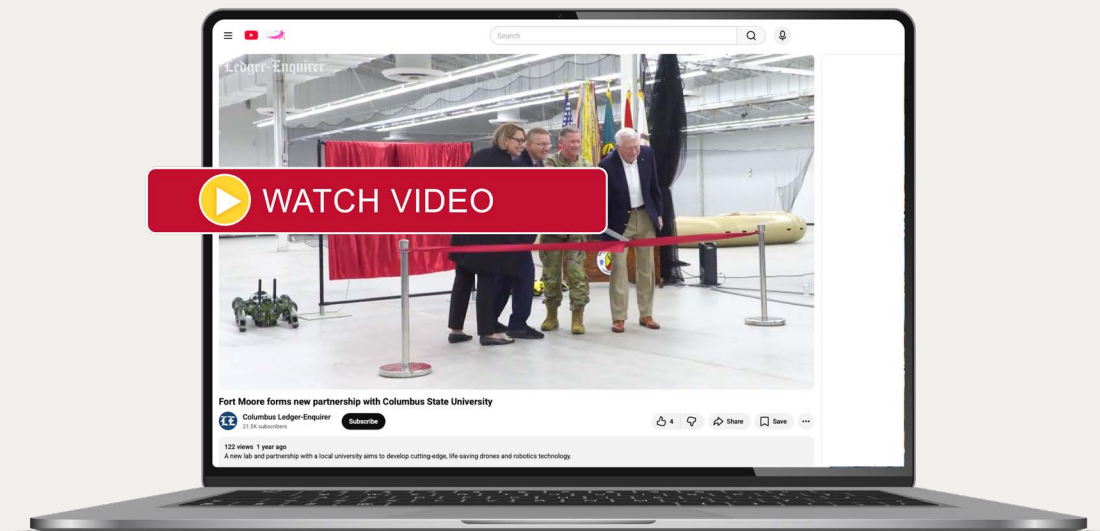 Search
Ledger-Enquirer
WATCH VIDEO
Fort Moore forms new partnership with Columbus State University
Columbus Ledger-Enquirer
21.5K subscribers
Subscribe
4
Share
Save
122 views 1 year ago
A new lab and partnership with a local university aims to develop cutting-edge, life-saving drones and robotics technology.